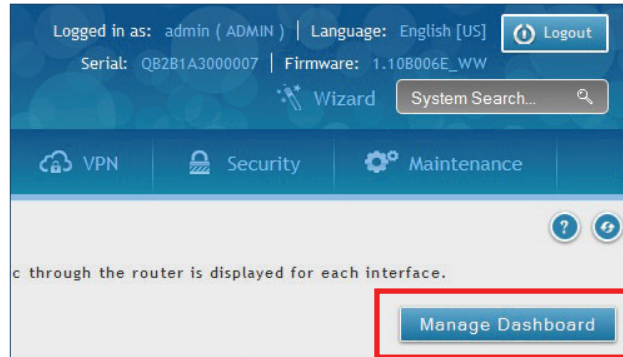 Logged in as: admin ( ADMIN ) | Language: English [US] Logout
Serial: QB2B1A3000007 | Firmware: 1.10B006E_WW
Wizard System Search...
VPN Security Maintenance
?
c through the router is displayed for each interface.
Manage Dashboard